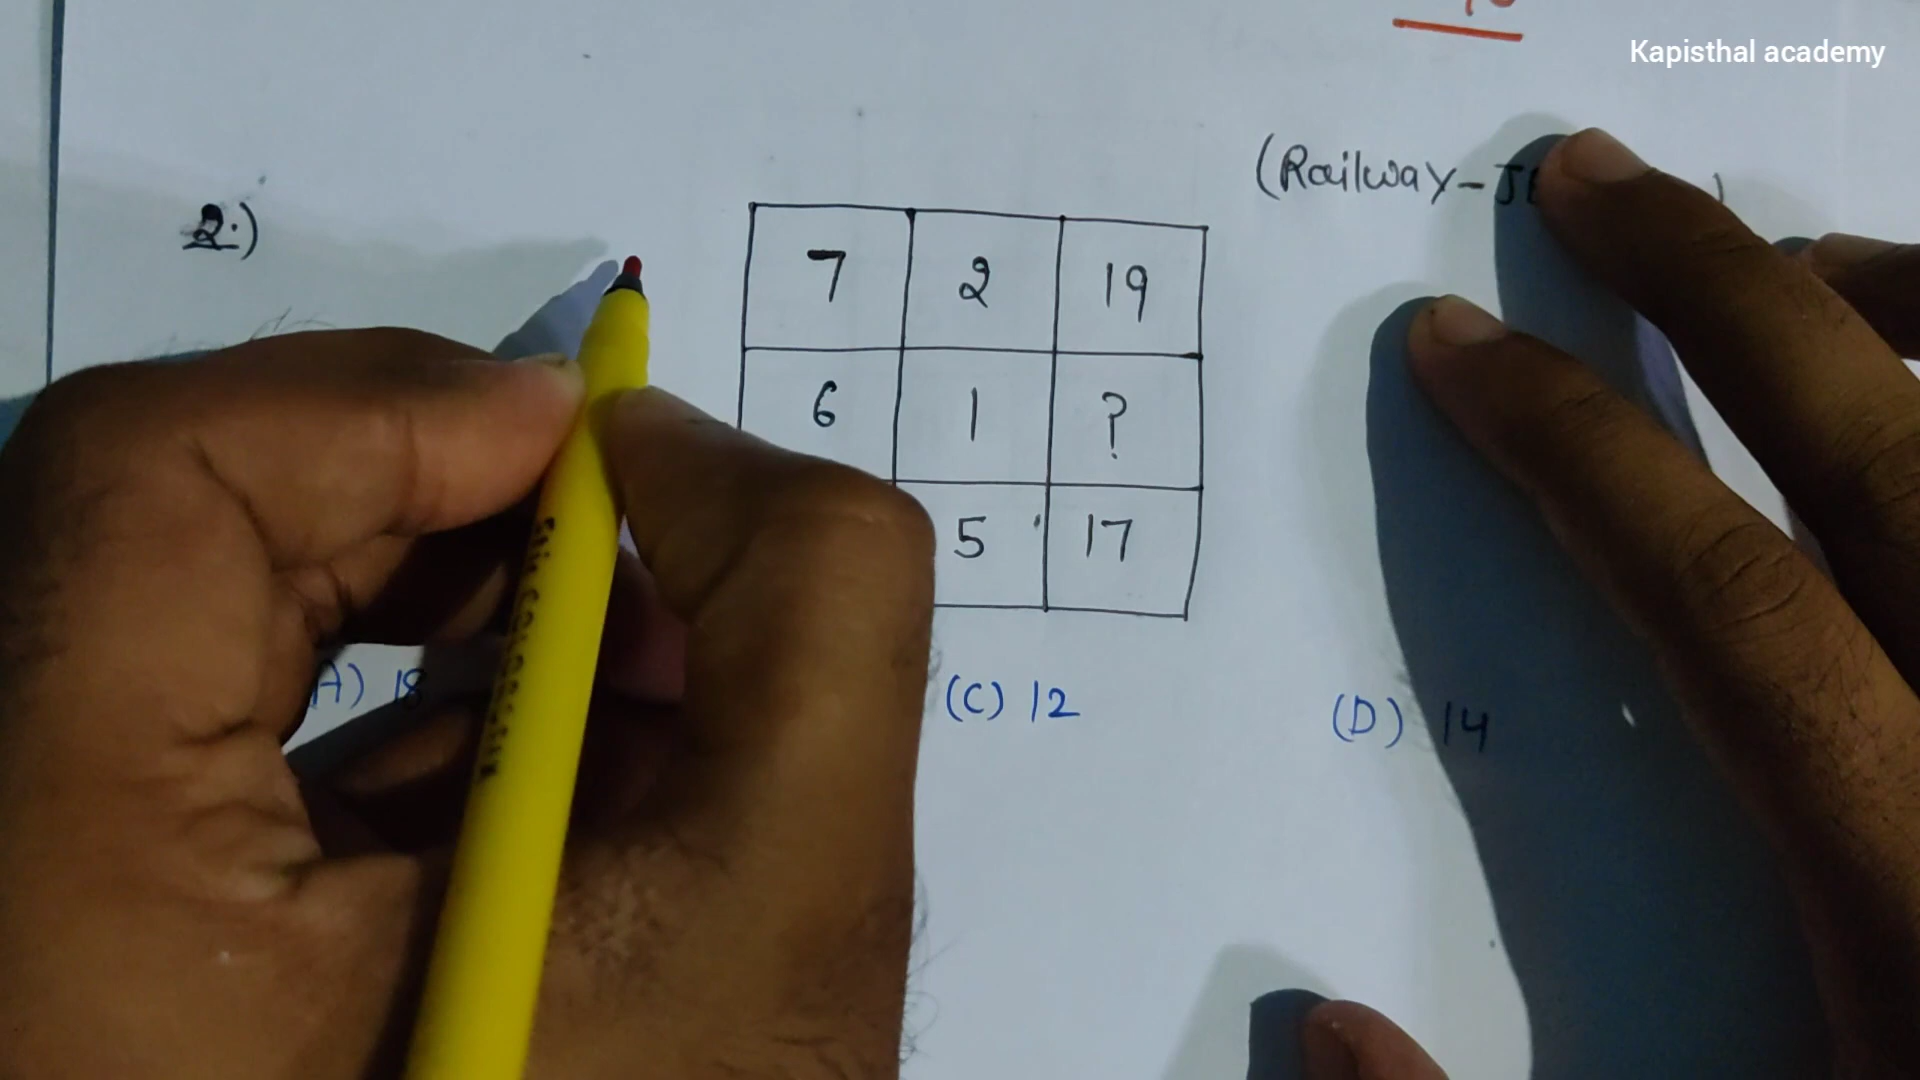 Kapisthal academy
(Railway-
2.)
7 2 19
6 1 ?
5 17
A) 18
(C) 12
(D) 14